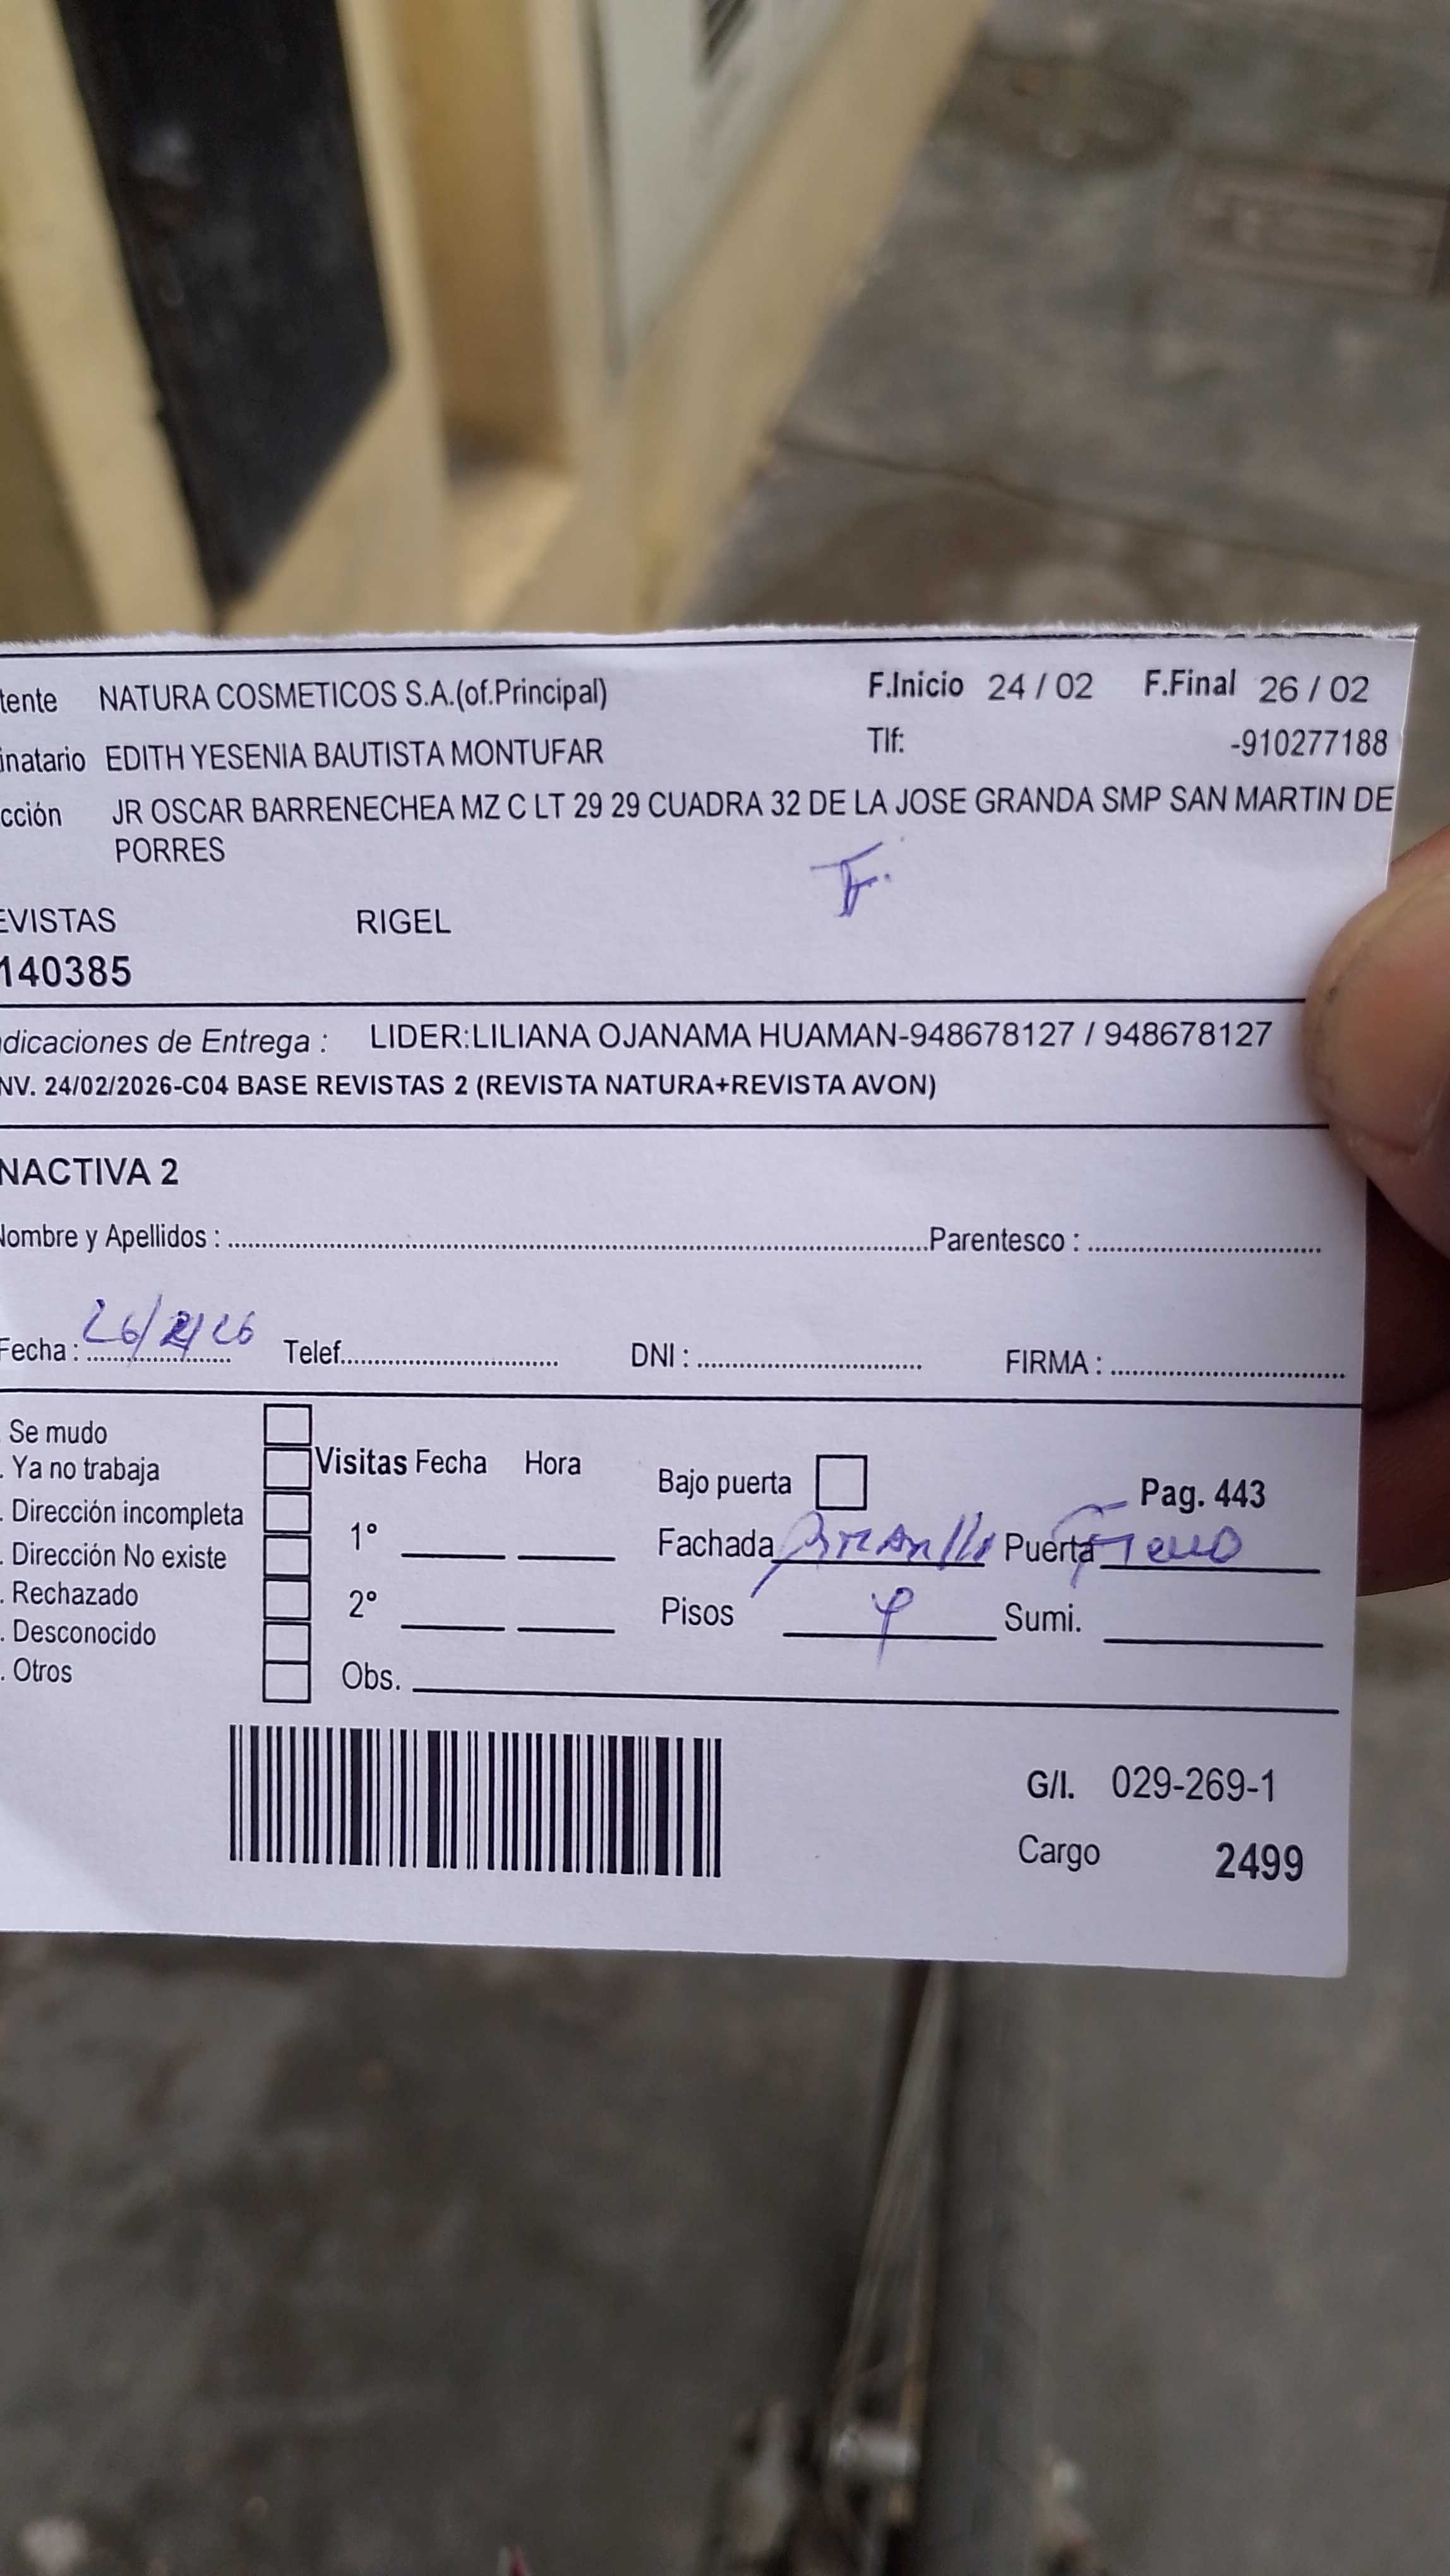 tente NATURA COSMETICOS S.A.(of.Principal) F.Inicio 24 / 02 F.Final 26 / 02
inatario EDITH YESENIA BAUTISTA MONTUFAR Tlf: -910277188
cción JR OSCAR BARRENECHEA MZ C LT 29 29 CUADRA 32 DE LA JOSE GRANDA SMP SAN MARTIN DE
PORRES
EVISTAS RIGEL
140385
dicaciones de Entrega : LIDER:LILIANA OJANAMA HUAMAN-948678127 / 948678127
NV. 24/02/2026-C04 BASE REVISTAS 2 (REVISTA NATURA+REVISTA AVON)
NACTIVA 2
Nombre y Apellidos : Parentesco :
Fecha : 26/2/26 Telef. DNI : FIRMA :
Se mudo
. Ya no trabaja Visitas Fecha Hora Bajo puerta Pag. 443
. Dirección incompleta
. Dirección No existe 1° Fachada Puerta
. Rechazado 2° Pisos Sumi.
. Desconocido
. Otros Obs.
G/I. 029-269-1
Cargo 2499